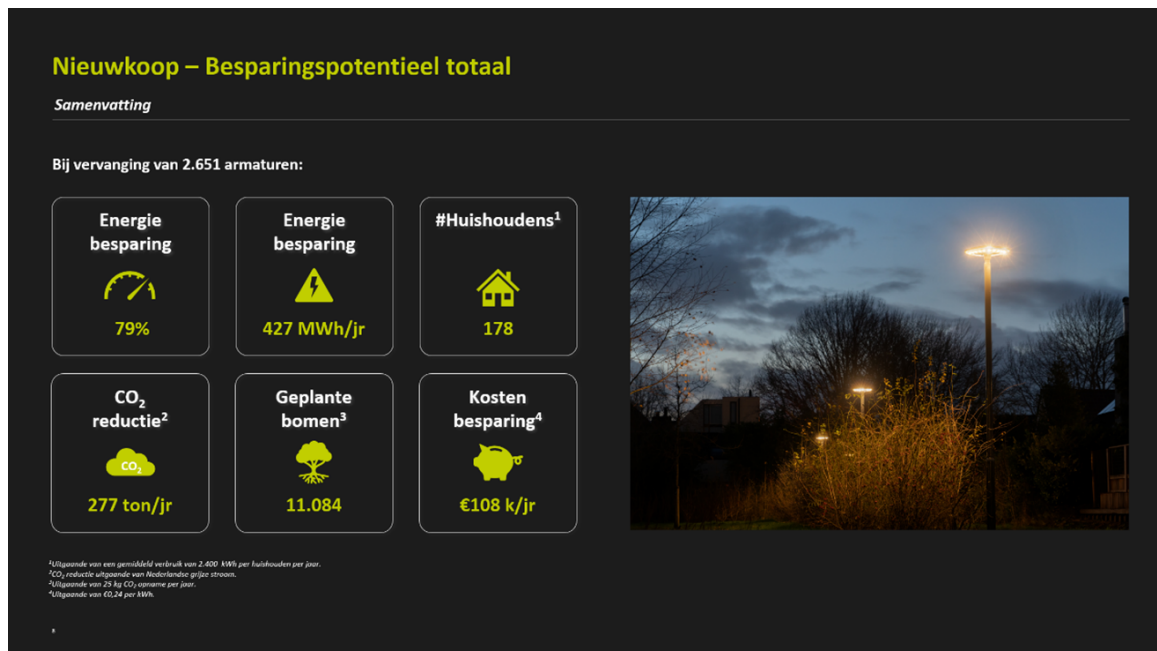 Nieuwkoop – Besparingspotentieel totaal
Samenvatting
Bij vervanging van 2.651 armaturen:
Energie
besparing
79%
Energie
besparing
427 MWh/jr
#Huishoudens¹
178
CO₂
reductie²
CO₂
277 ton/jr
Geplante
bomen³
11.084
Kosten
besparing⁴
€108 k/jr
¹Uitgaande van een gemiddeld verbruik van 2.400 kWh per huishouden per jaar.
²CO₂ reductie uitgaande van Nederlandse grijze stroom.
³Uitgaande van 25 kg CO₂ opname per jaar.
⁴Uitgaande van €0,24 per kWh.